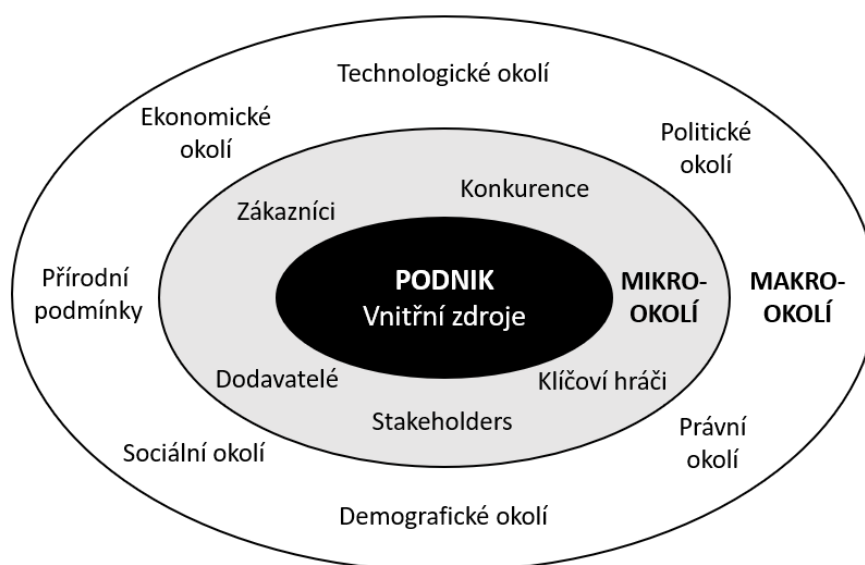 Technologické okolí
Ekonomické
okolí
Politické
okolí
Konkurence
Zákazníci
Přírodní
podmínky
PODNIK
Vnitřní zdroje
MIKRO-
OKOLÍ
MAKRO-
OKOLÍ
Dodavatelé
Klíčoví hráči
Stakeholders
Sociální okolí
Právní
okolí
Demografické okolí